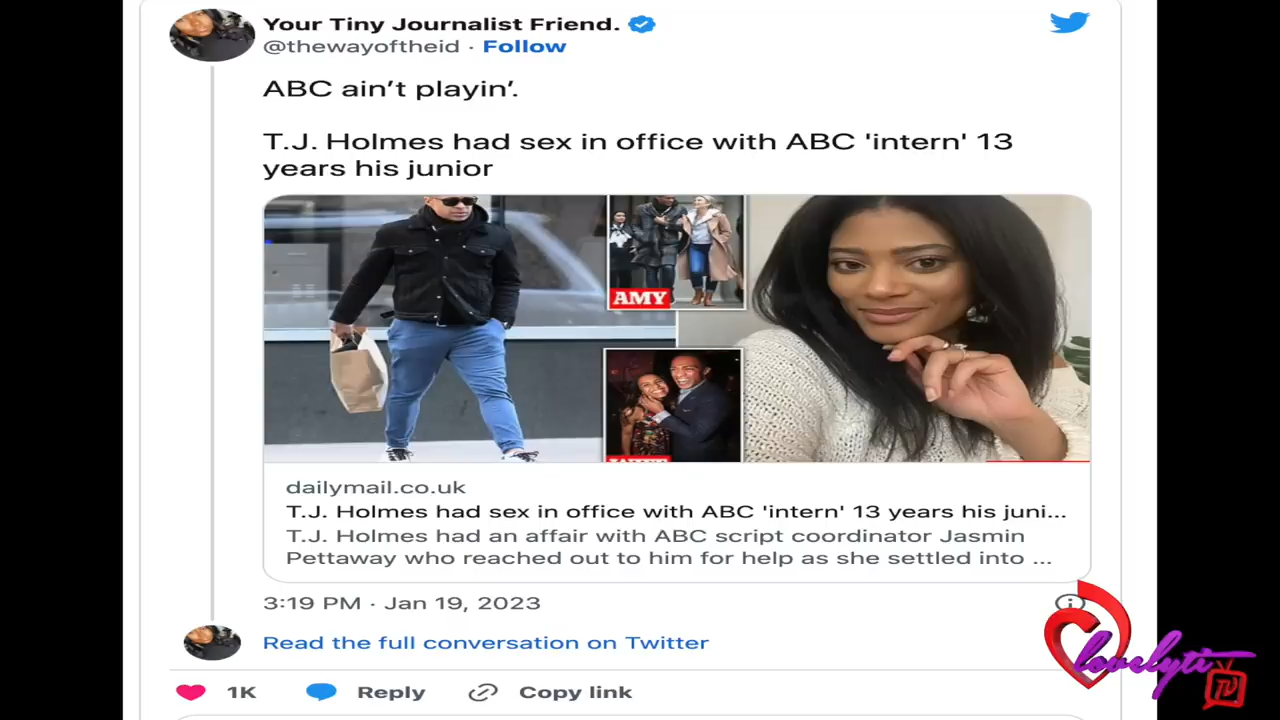 Your Tiny Journalist Friend.
@thewayoftheid · Follow
ABC ain’t playin’.
T.J. Holmes had sex in office with ABC 'intern' 13
years his junior
AMY
dailymail.co.uk
T.J. Holmes had sex in office with ABC 'intern' 13 years his juni...
T.J. Holmes had an affair with ABC script coordinator Jasmin
Pettaway who reached out to him for help as she settled into ...
3:19 PM · Jan 19, 2023
Read the full conversation on Twitter
1K Reply Copy link
lovelyti
TV